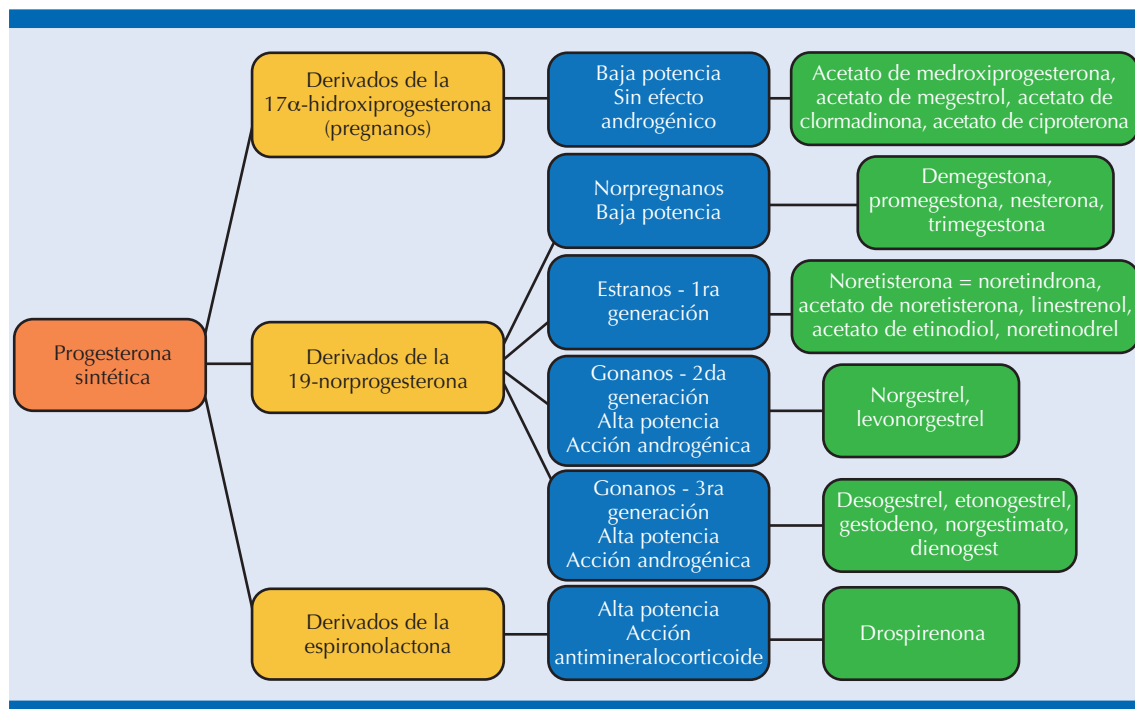 Progesterona
sintética
Derivados de la
17α-hidroxiprogesterona
(pregnanos)
Baja potencia
Sin efecto
androgénico
Acetato de medroxiprogesterona,
acetato de megestrol, acetato de
clormadinona, acetato de ciproterona
Derivados de la
19-norprogesterona
Norpregnanos
Baja potencia
Demegestona,
promegestona, nesterona,
trimegestona
Estranos - 1ra
generación
Noretisterona = noretindrona,
acetato de noretisterona, linestrenol,
acetato de etinodiol, noretinodrel
Gonanos - 2da
generación
Alta potencia
Acción androgénica
Norgestrel,
levonorgestrel
Gonanos - 3ra
generación
Alta potencia
Acción androgénica
Desogestrel, etonogestrel,
gestodeno, norgestimato,
dienogest
Derivados de la
espironolactona
Alta potencia
Acción
antimineralocorticoide
Drospirenona